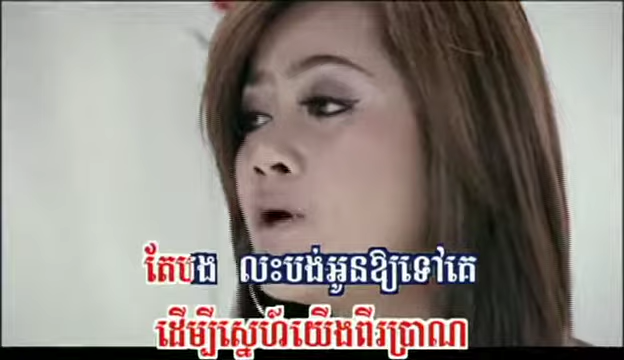 តែបង លះបង់អូនឱ្យទៅគេ
ដើម្បីស្នេហ៍យើងពីរប្រាណ